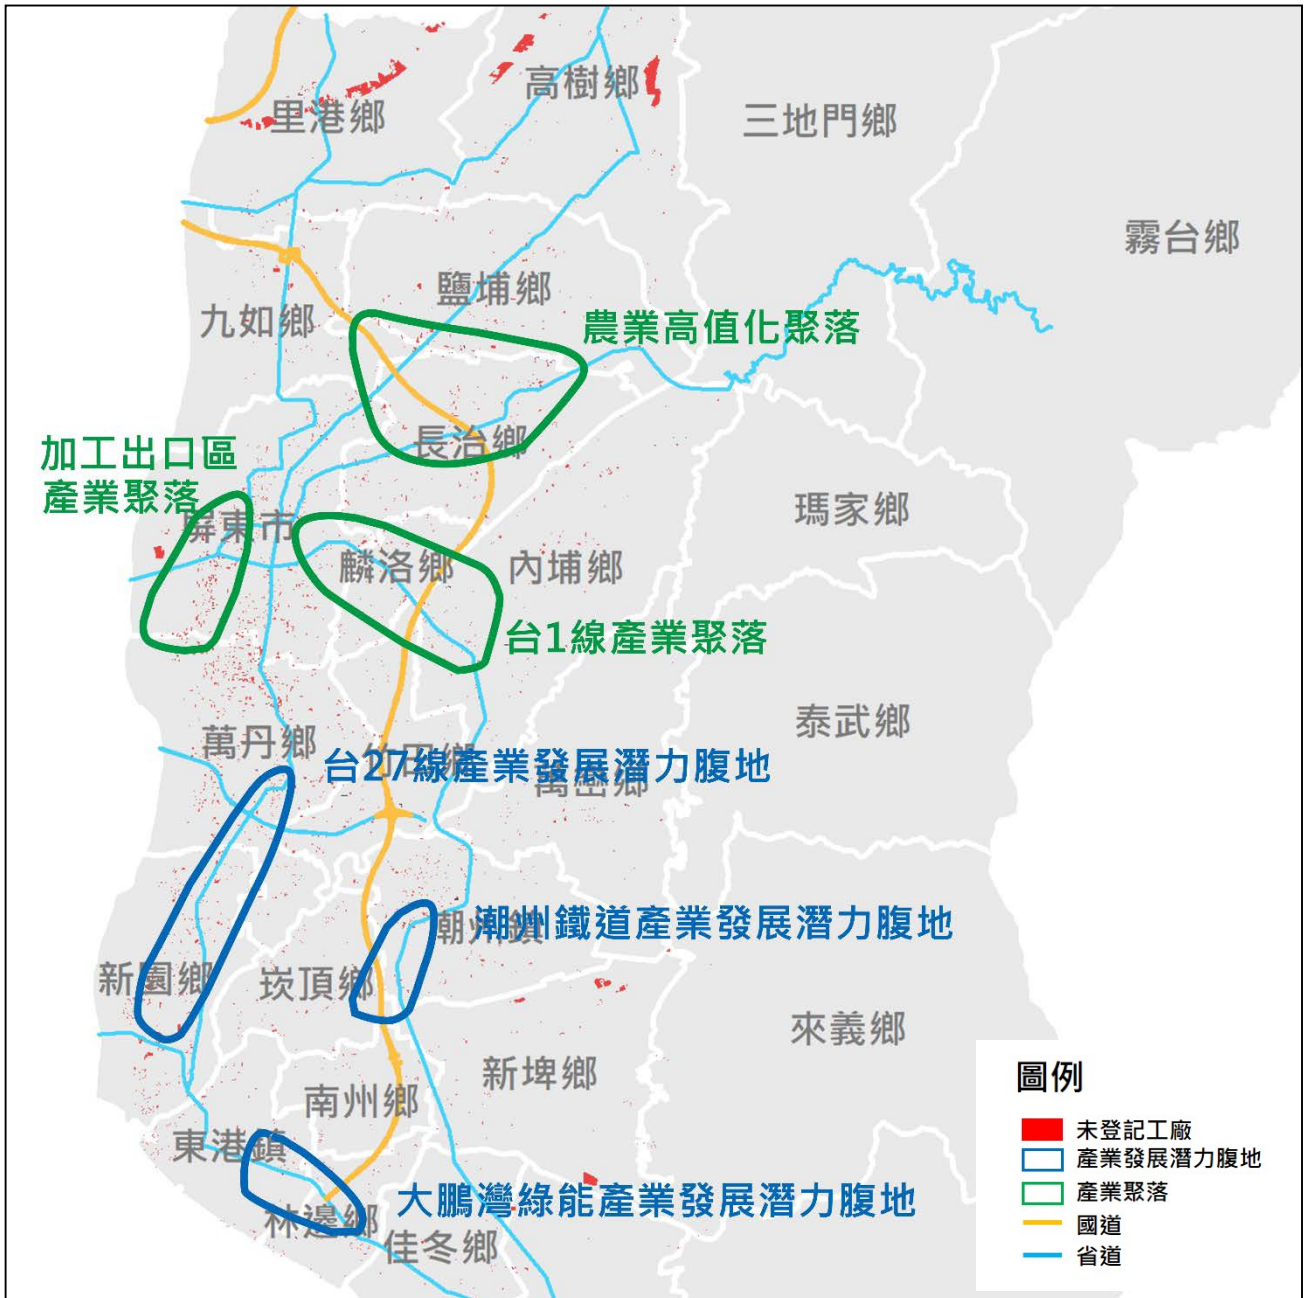 高樹鄉
里港鄉
三地門鄉
霧台鄉
鹽埔鄉
九如鄉
農業高值化聚落
長治鄉
加工出口區
產業聚落
屏東市
瑪家鄉
麟洛鄉
內埔鄉
台1線產業聚落
泰武鄉
萬丹鄉
竹田鄉
台27線產業發展潛力腹地
萬巒鄉
潮州鎮
潮州鐵道產業發展潛力腹地
新園鄉
崁頂鄉
來義鄉
新埤鄉
南州鄉
東港鎮
大鵬灣綠能產業發展潛力腹地
林邊鄉
佳冬鄉
圖例
未登記工廠
產業發展潛力腹地
產業聚落
國道
省道